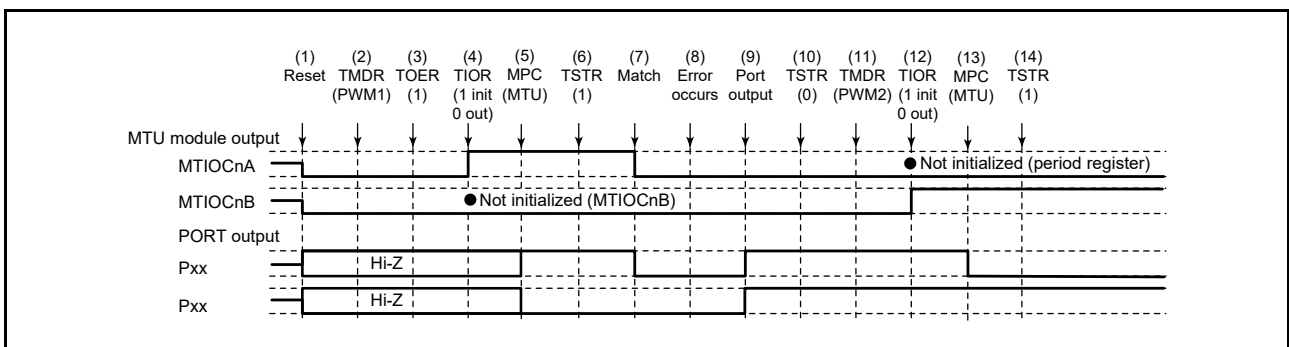 (1) (2) (3) (4) (5) (6) (7) (8) (9) (10) (11) (12) (13) (14)
Reset TMDR TOER TIOR MPC TSTR Match Error Port TSTR TMDR TIOR MPC TSTR
(PWM1) (1) (1 init (MTU) (1) occurs output (0) (PWM2) (1 init (MTU) (1)
0 out) 0 out)
MTU module output
MTIOCnA ● Not initialized (period register)
MTIOCnB ● Not initialized (MTIOCnB)
PORT output
Pxx Hi-Z
Pxx Hi-Z